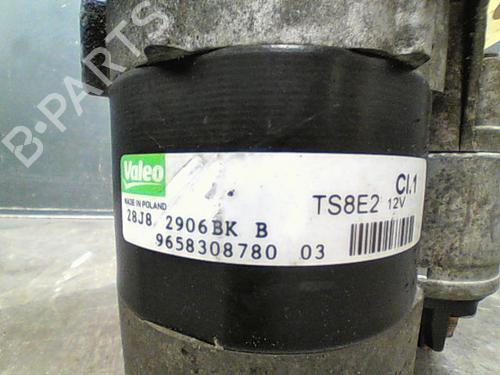 B-PARTS
Valeo
MADE IN POLAND
28J8 2906BK B
9658308780 03
TS8E2 12V
Cl.1